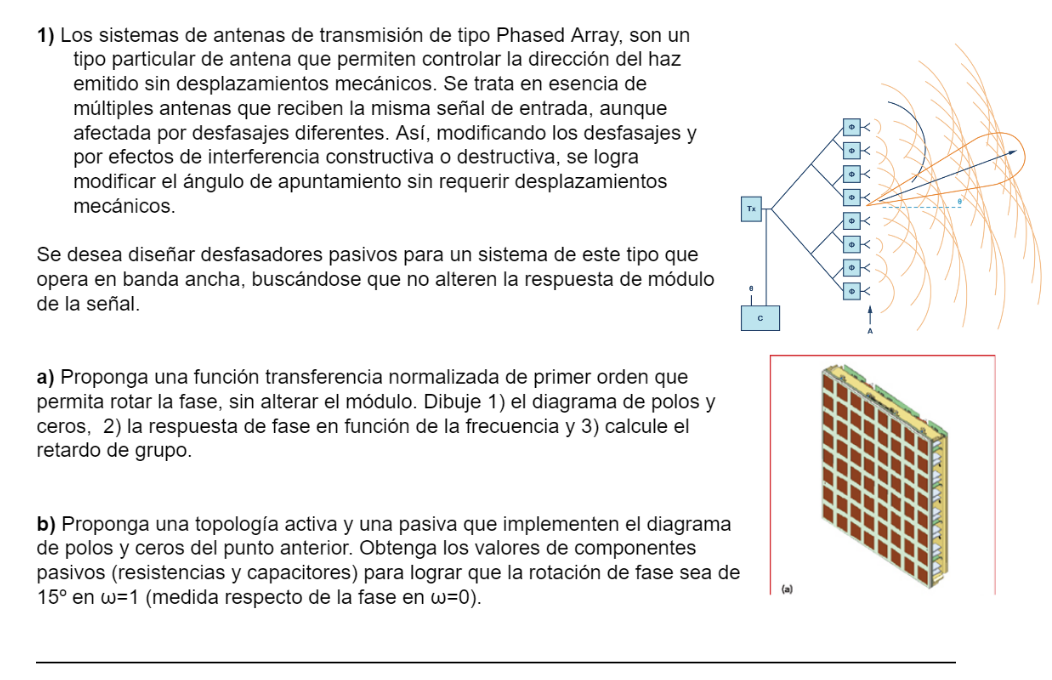 1) Los sistemas de antenas de transmisión de tipo Phased Array, son un
tipo particular de antena que permiten controlar la dirección del haz
emitido sin desplazamientos mecánicos. Se trata en esencia de
múltiples antenas que reciben la misma señal de entrada, aunque
afectada por desfasajes diferentes. Así, modificando los desfasajes y
por efectos de interferencia constructiva o destructiva, se logra
modificar el ángulo de apuntamiento sin requerir desplazamientos
mecánicos.
Se desea diseñar desfasadores pasivos para un sistema de este tipo que
opera en banda ancha, buscándose que no alteren la respuesta de módulo
de la señal.
a) Proponga una función transferencia normalizada de primer orden que
permita rotar la fase, sin alterar el módulo. Dibuje 1) el diagrama de polos y
ceros, 2) la respuesta de fase en función de la frecuencia y 3) calcule el
retardo de grupo.
b) Proponga una topología activa y una pasiva que implementen el diagrama
de polos y ceros del punto anterior. Obtenga los valores de componentes
pasivos (resistencias y capacitores) para lograr que la rotación de fase sea de
15º en ω=1 (medida respecto de la fase en ω=0).
Φ
Φ
Φ
Φ
Φ
Φ
Φ
Φ
Tx
θ
θ
C
A
(a)